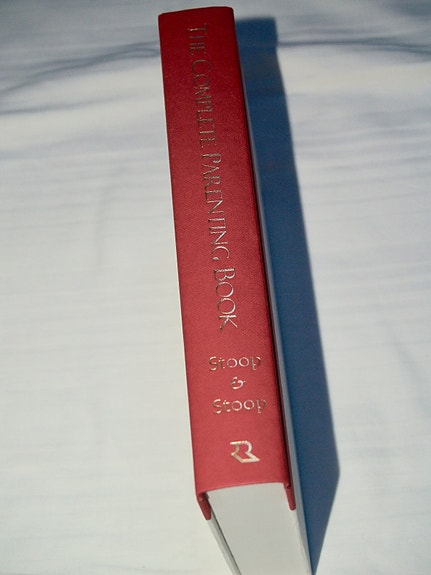 THE COMPLETE PARENTING BOOK
Stoop
&
Stoop
R